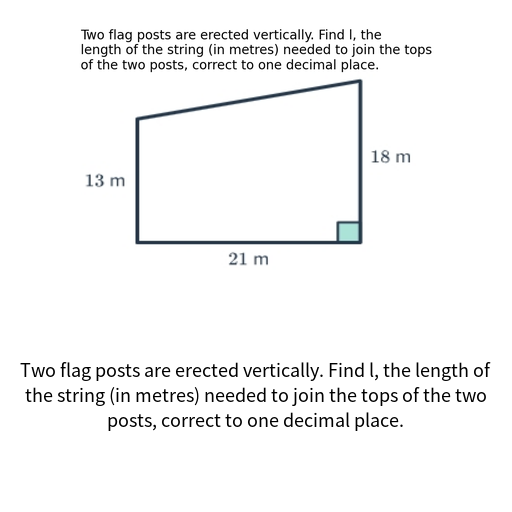 Two flag posts are erected vertically. Find l, the
length of the string (in metres) needed to join the tops
of the two posts, correct to one decimal place.
18 m
13 m
21 m
Two flag posts are erected vertically. Find l, the length of
the string (in metres) needed to join the tops of the two
posts, correct to one decimal place.